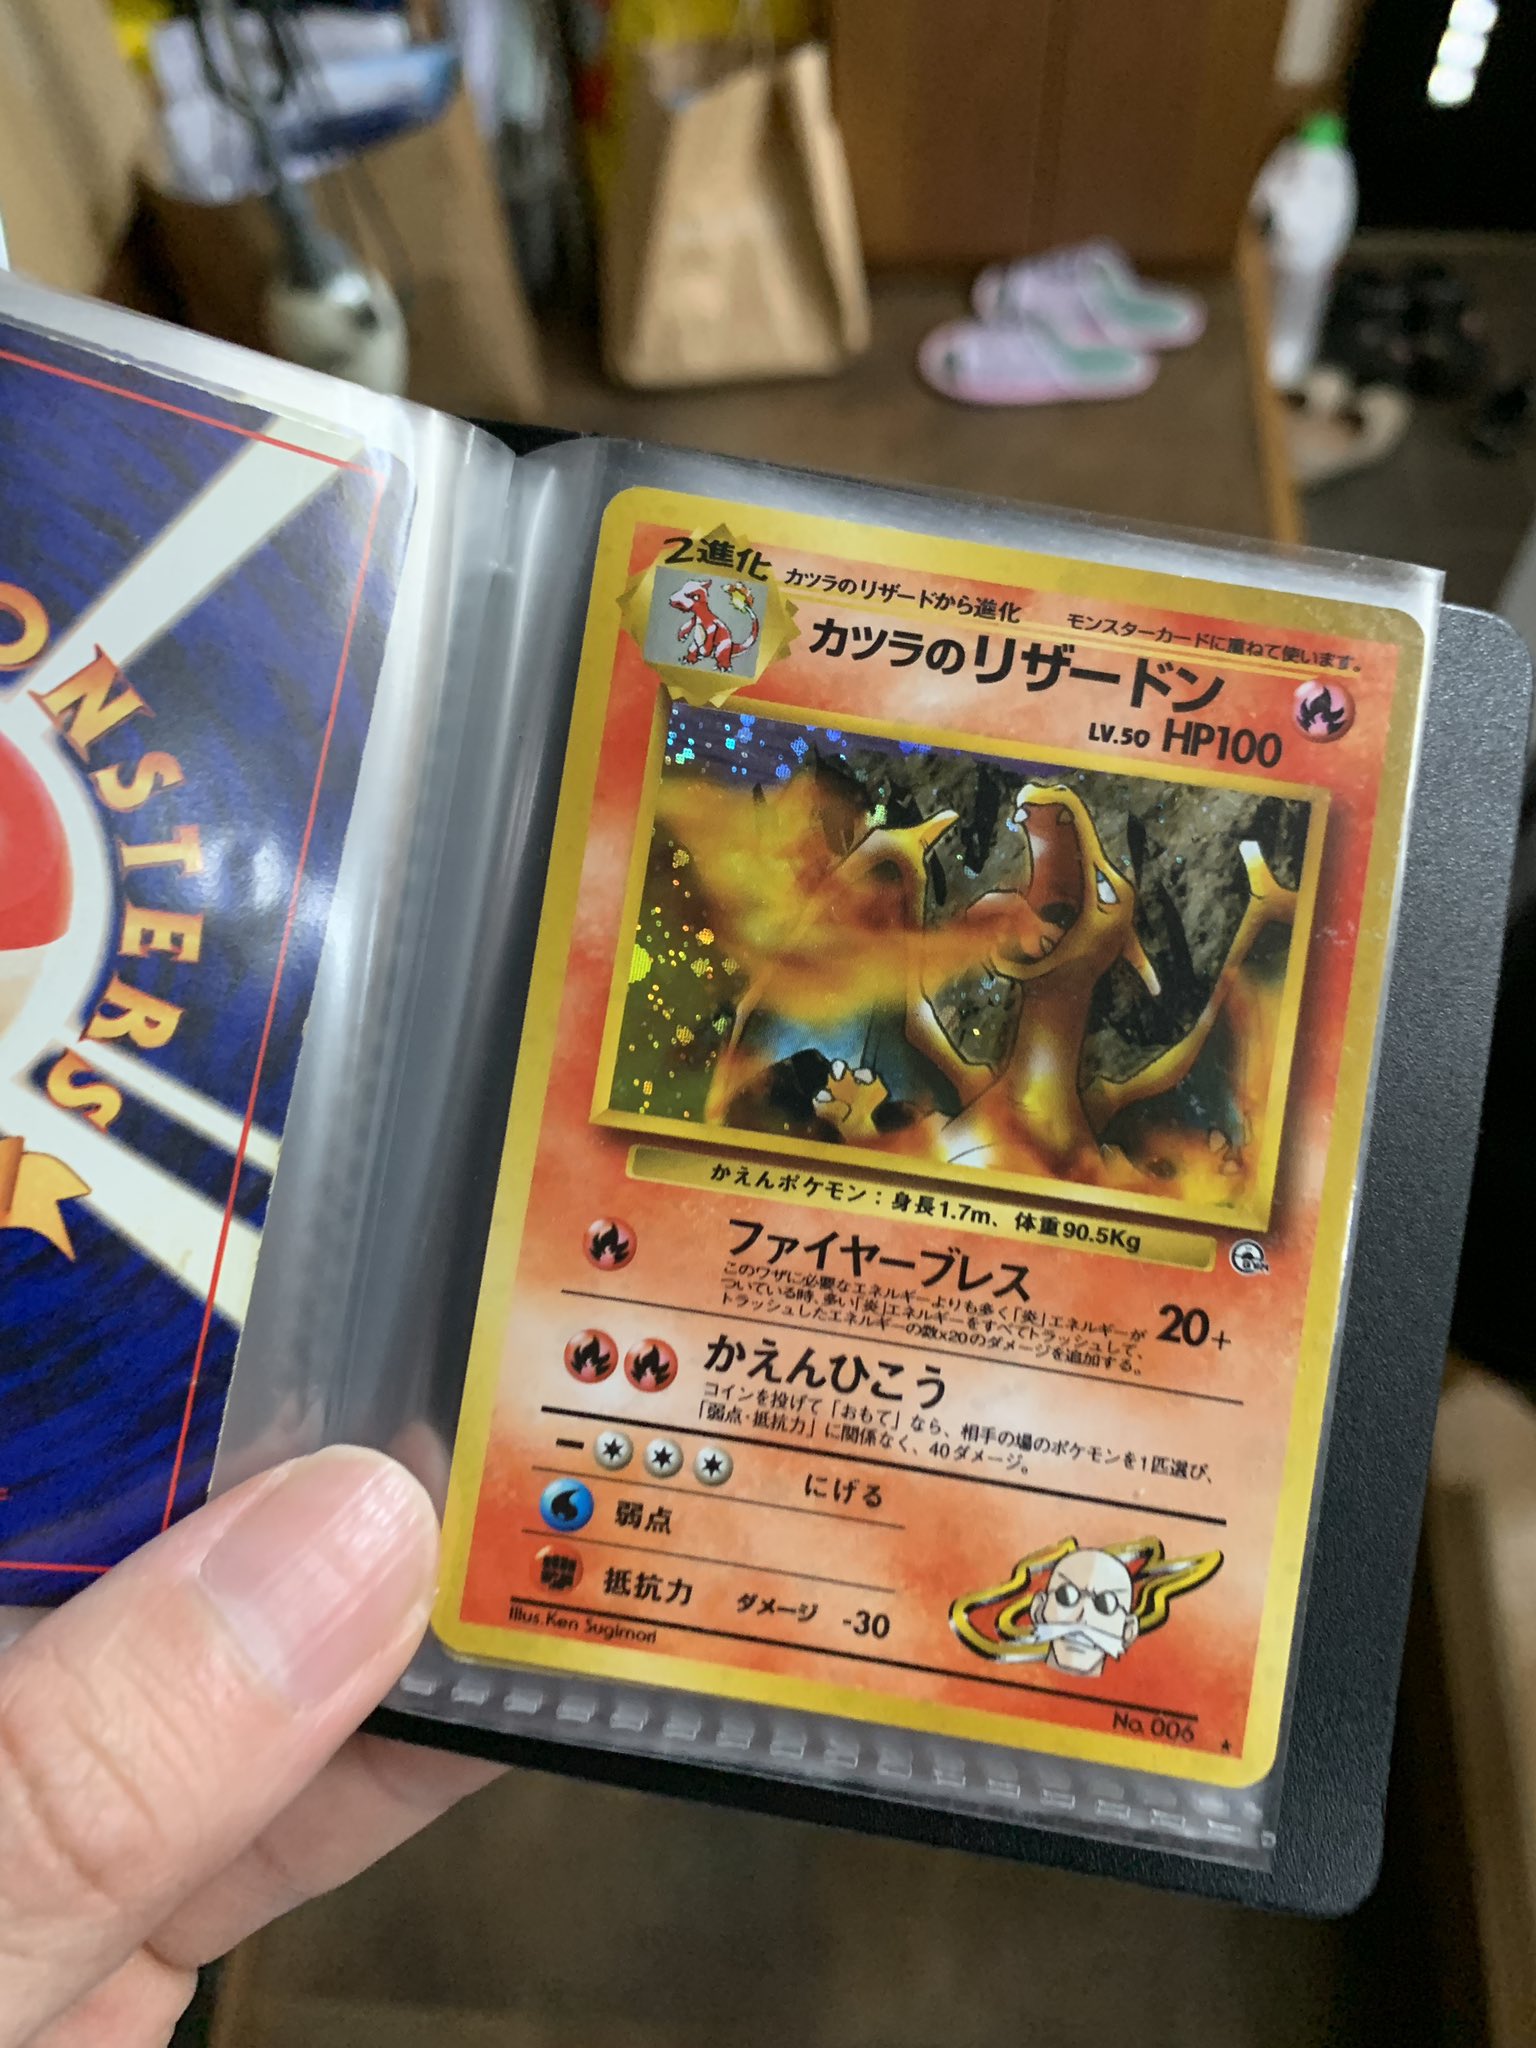 ONSTERS
2進化
カツラのリザードから進化 モンスターカードに重ねて使います。
カツラのリザードン
LV.50 HP100
かえんポケモン：身長1.7m、体重90.5Kg
ファイヤーブレス
このワザに必要なエネルギーよりも多く「炎」エネルギーが
ついている時、多い「炎」エネルギーをすべてトラッシュして、
トラッシュしたエネルギーの数×20のダメージを追加する。
20+
かえんひこう
コインを投げて「おもて」なら、相手の場のポケモンを1匹選び、
「弱点・抵抗力」に関係なく、40ダメージ。
にげる
弱点
抵抗力 ダメージ -30
Illus. Ken Sugimori
No. 006 ★